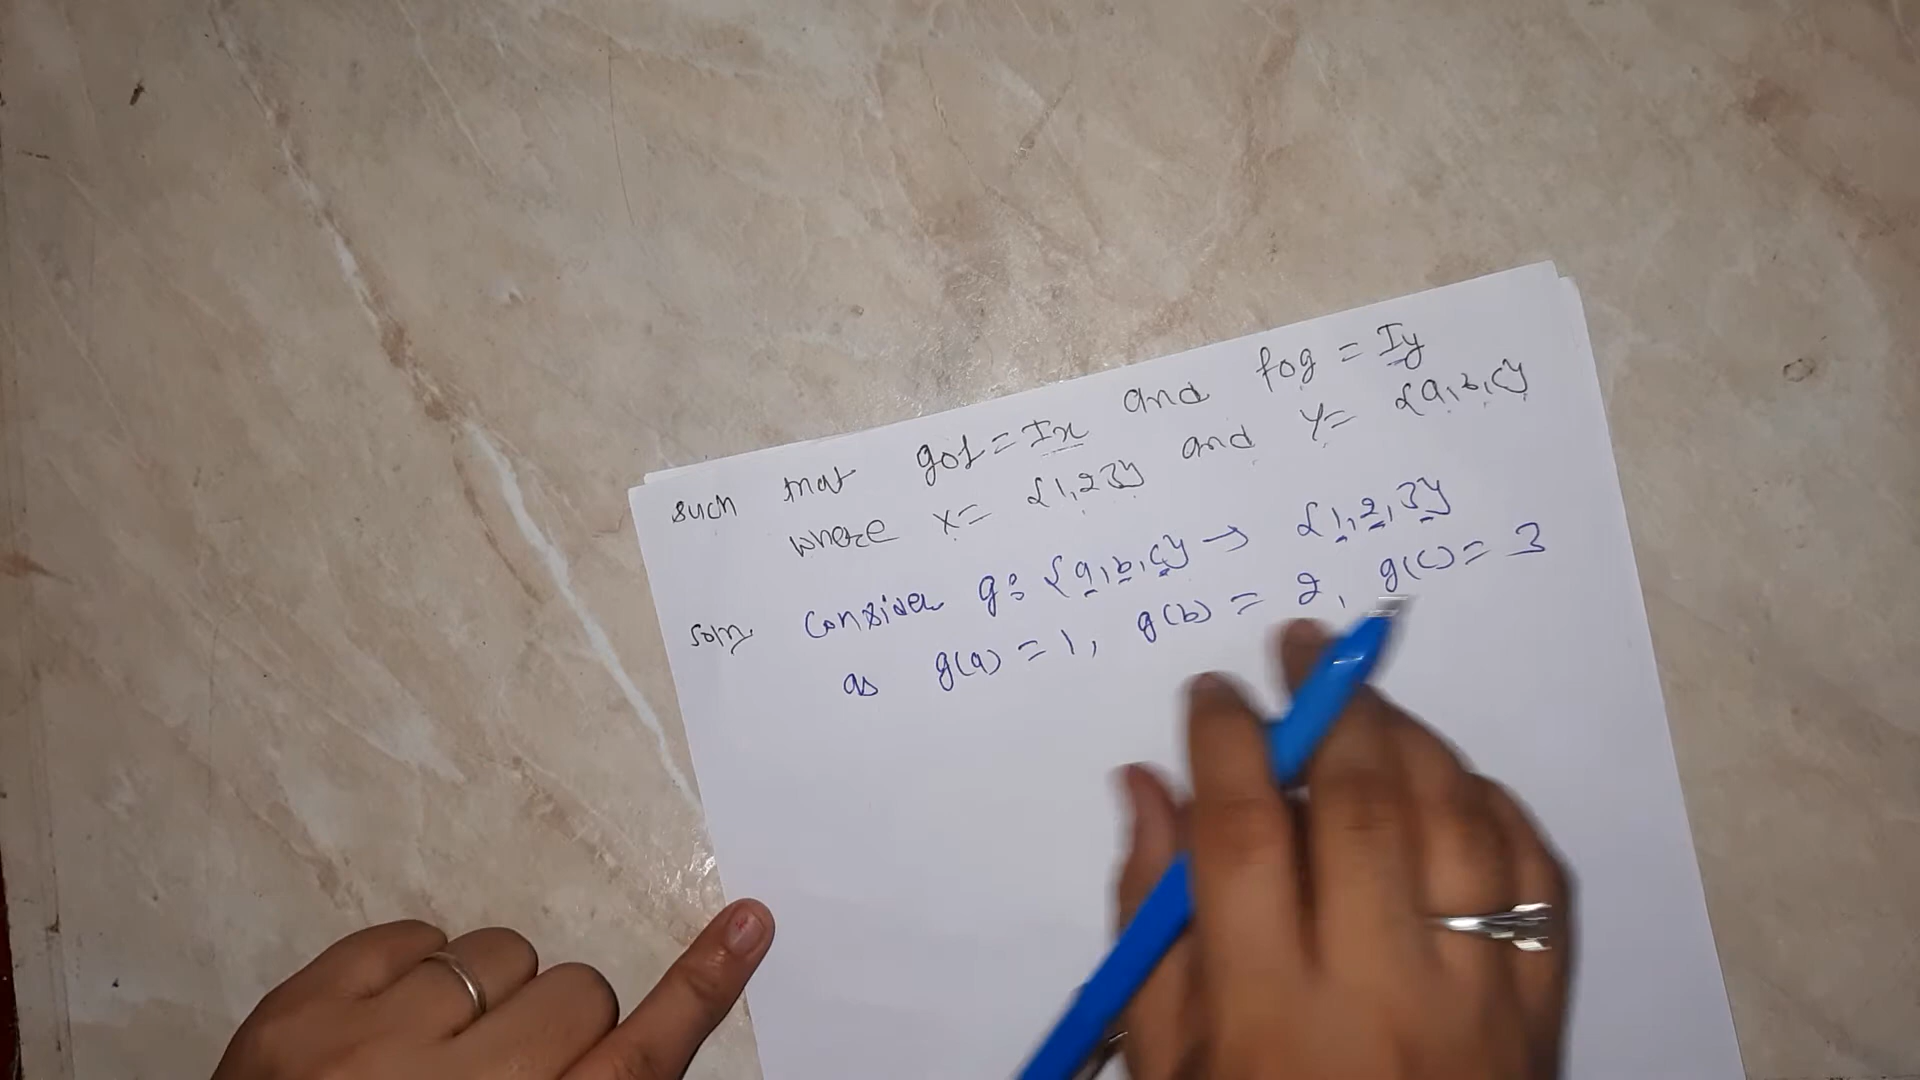 such that gof = Ix and fog = Iy
where X = {1,2,3} and Y = {a,b,c}
Soln. Consider g: {a,b,c} → {1,2,3}
as g(a) = 1, g(b) = 2, g(c) = 3